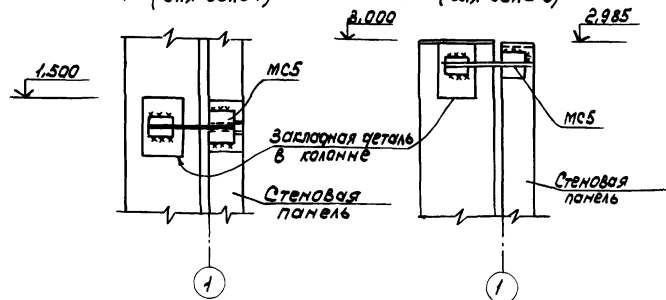 3,000
2,985
1,500
МС5
МС5
Закладная деталь
в колонне
Стеновая
панель
Стеновая
панель
1
1